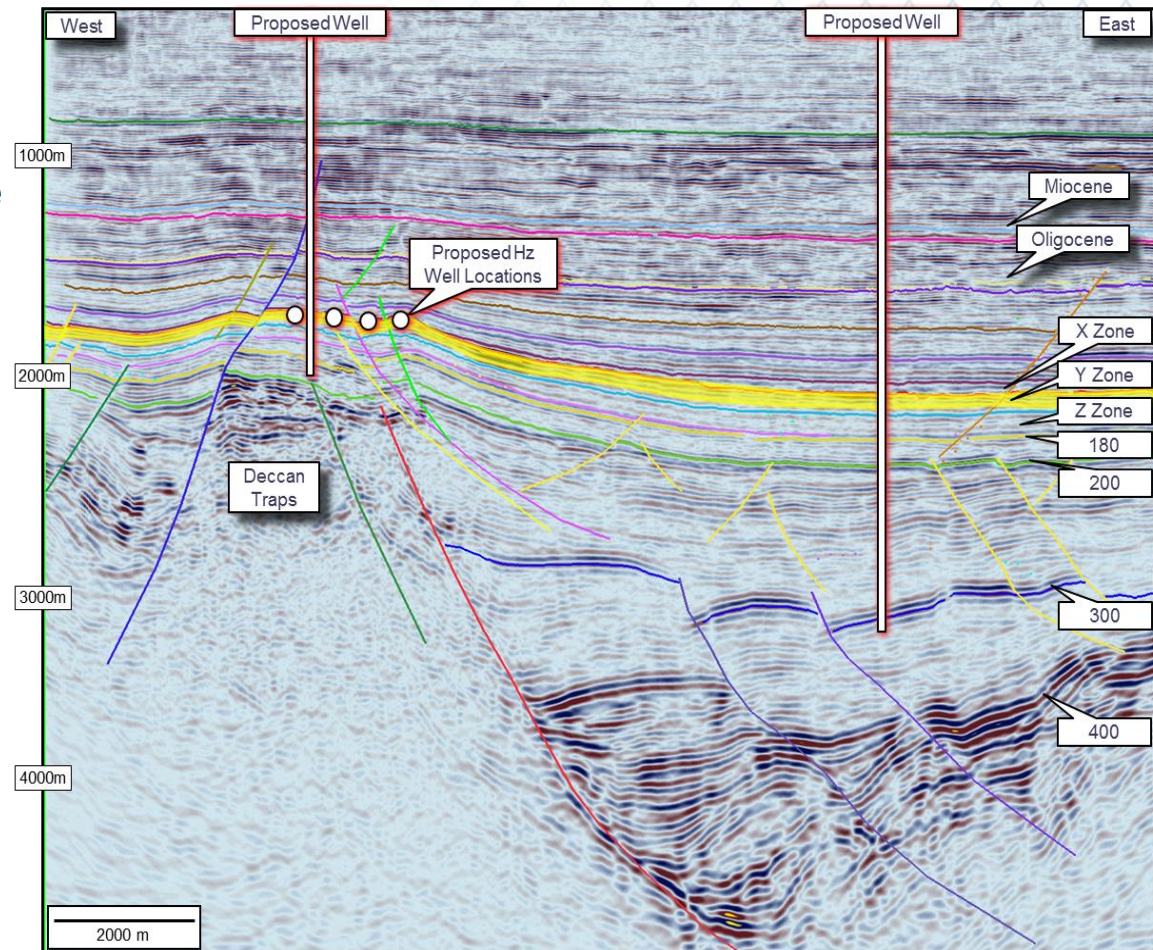 West
Proposed Well
Proposed Well
East
1000m
Miocene
Oligocene
Proposed Hz
Well Locations
X Zone
2000m
Y Zone
Z Zone
180
Deccan
Traps
200
3000m
300
400
4000m
2000 m